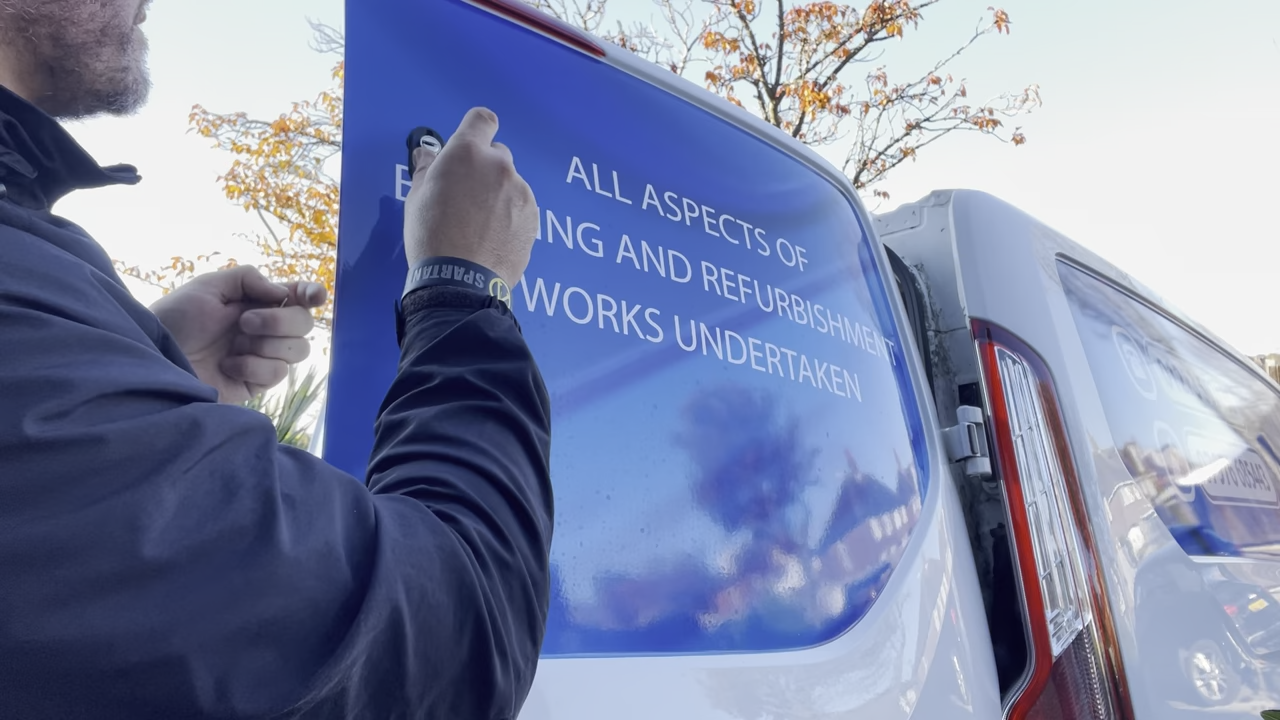 ALL ASPECTS OF
B ING AND REFURBISHMENT
WORKS UNDERTAKEN
SPARTAN